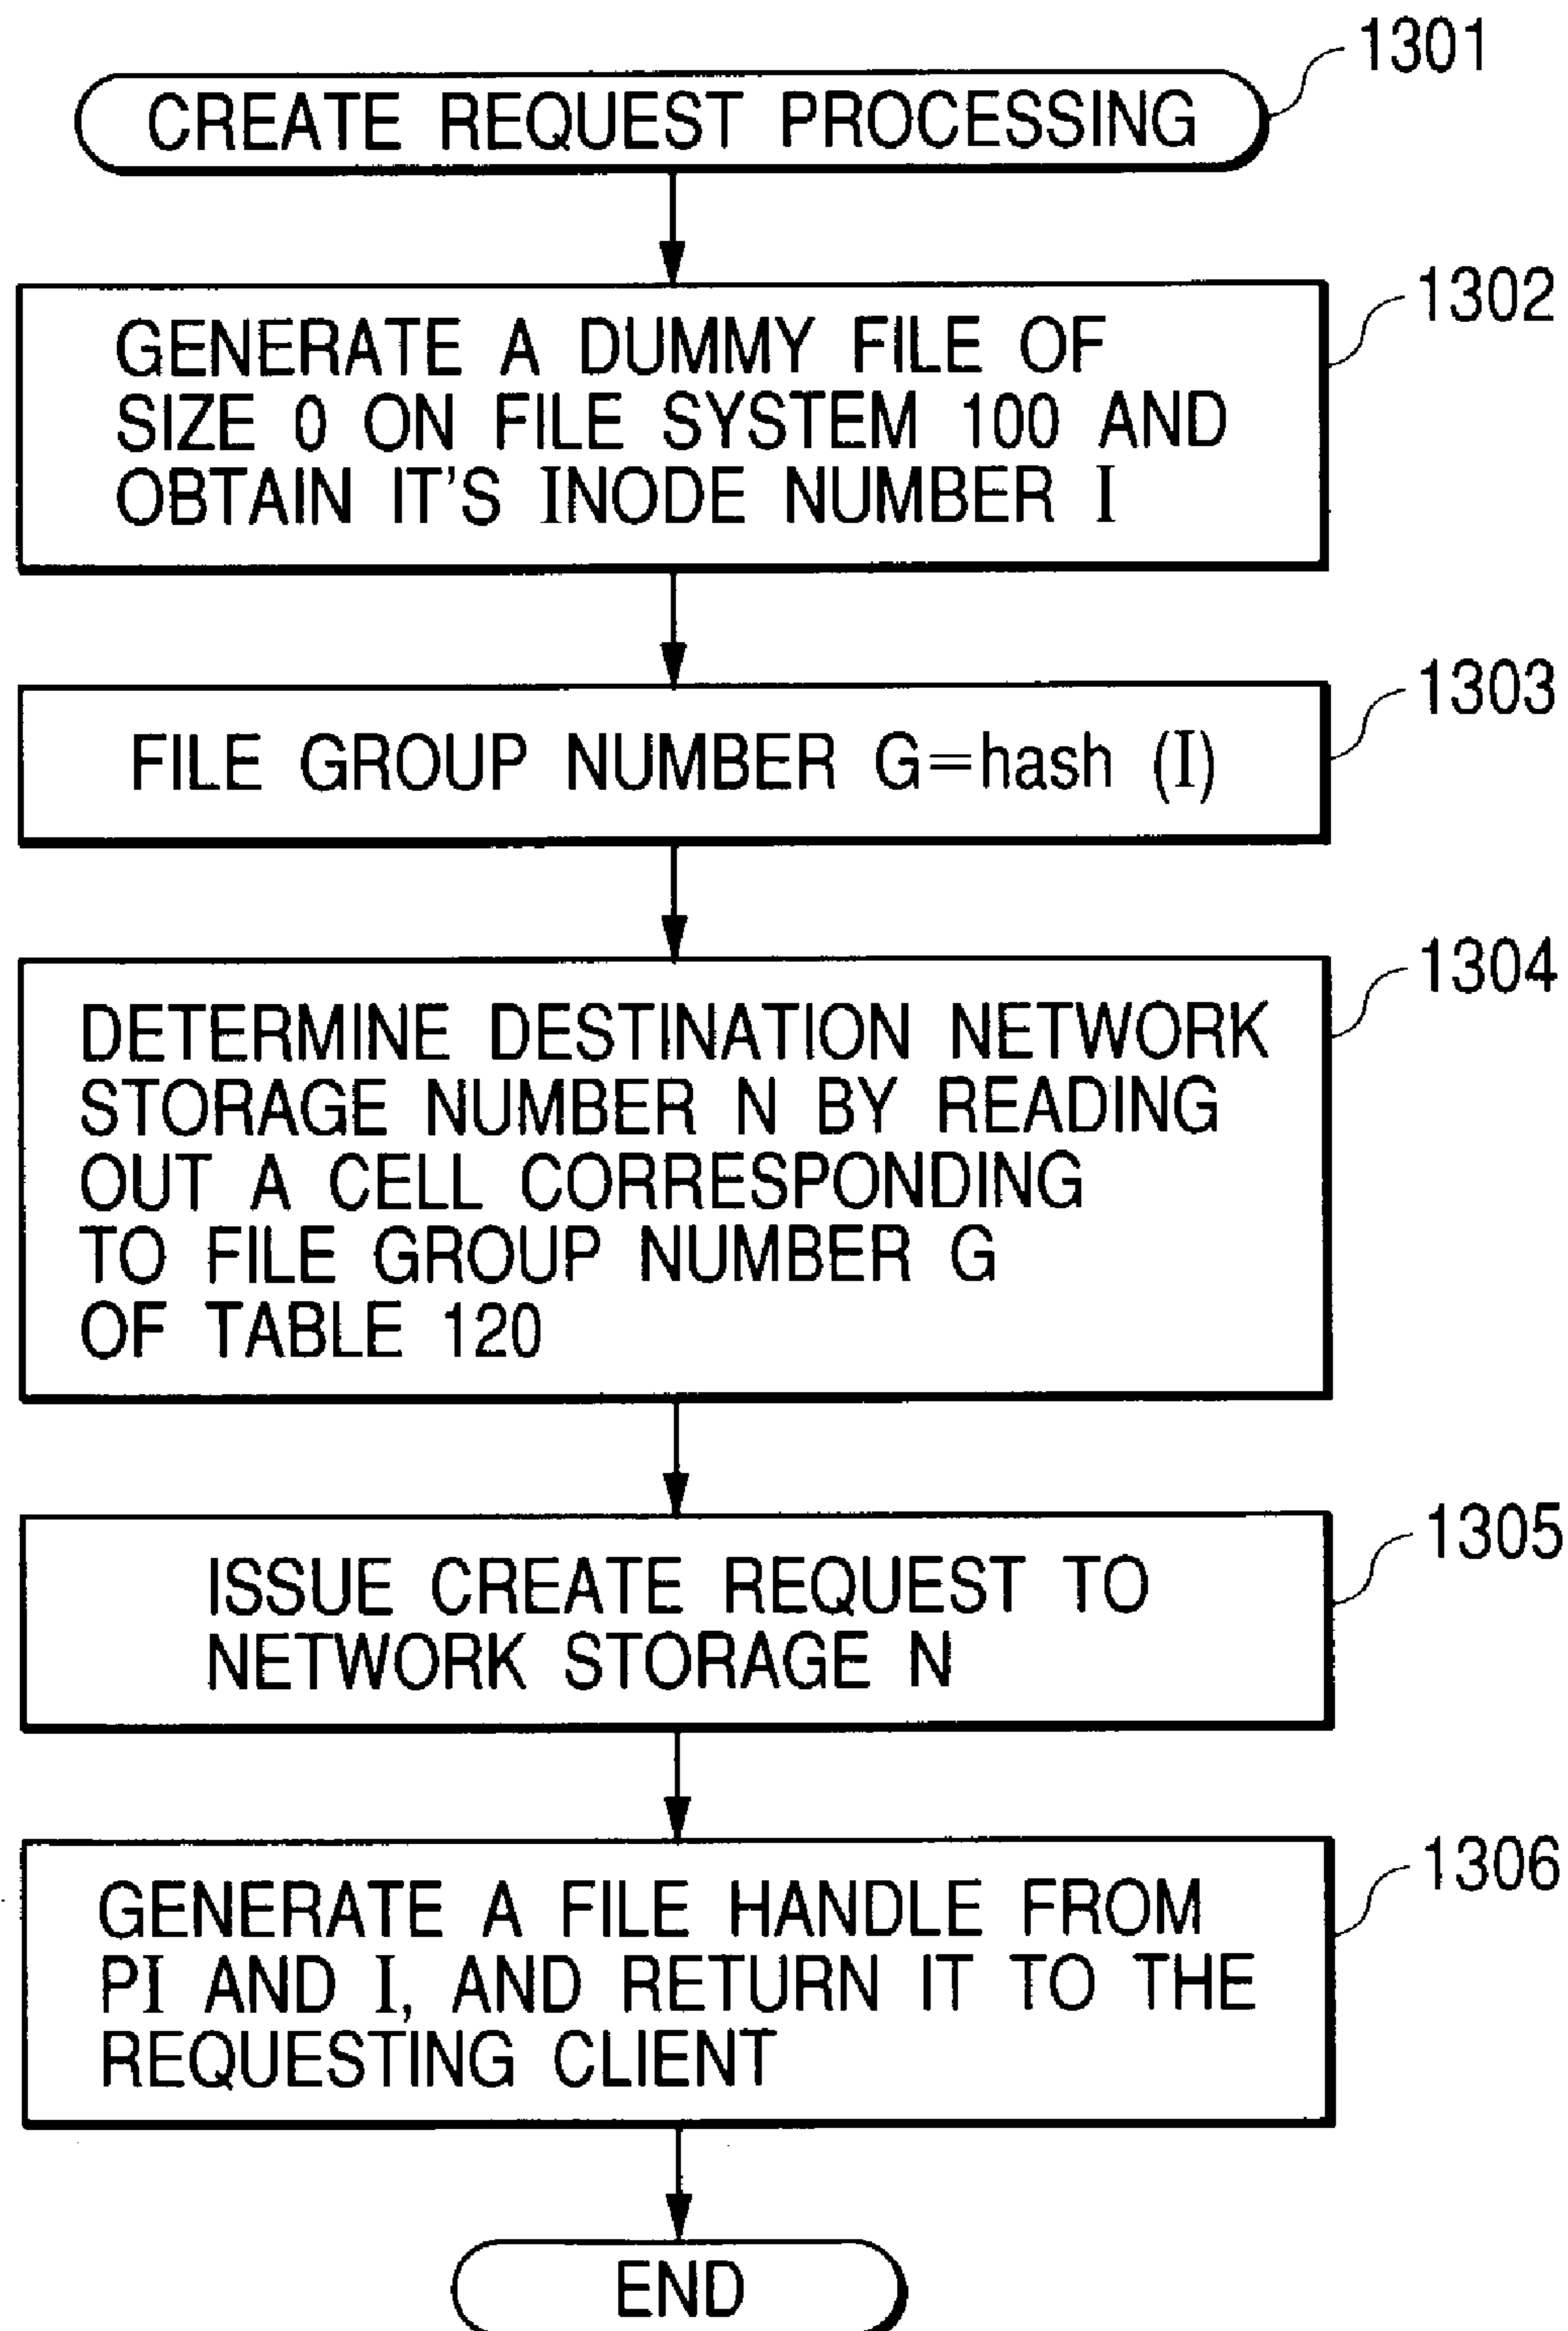 1301
CREATE REQUEST PROCESSING
1302
GENERATE A DUMMY FILE OF
SIZE 0 ON FILE SYSTEM 100 AND
OBTAIN IT'S INODE NUMBER I
1303
FILE GROUP NUMBER G=hash (I)
1304
DETERMINE DESTINATION NETWORK
STORAGE NUMBER N BY READING
OUT A CELL CORRESPONDING
TO FILE GROUP NUMBER G
OF TABLE 120
1305
ISSUE CREATE REQUEST TO
NETWORK STORAGE N
1306
GENERATE A FILE HANDLE FROM
PI AND I, AND RETURN IT TO THE
REQUESTING CLIENT
END